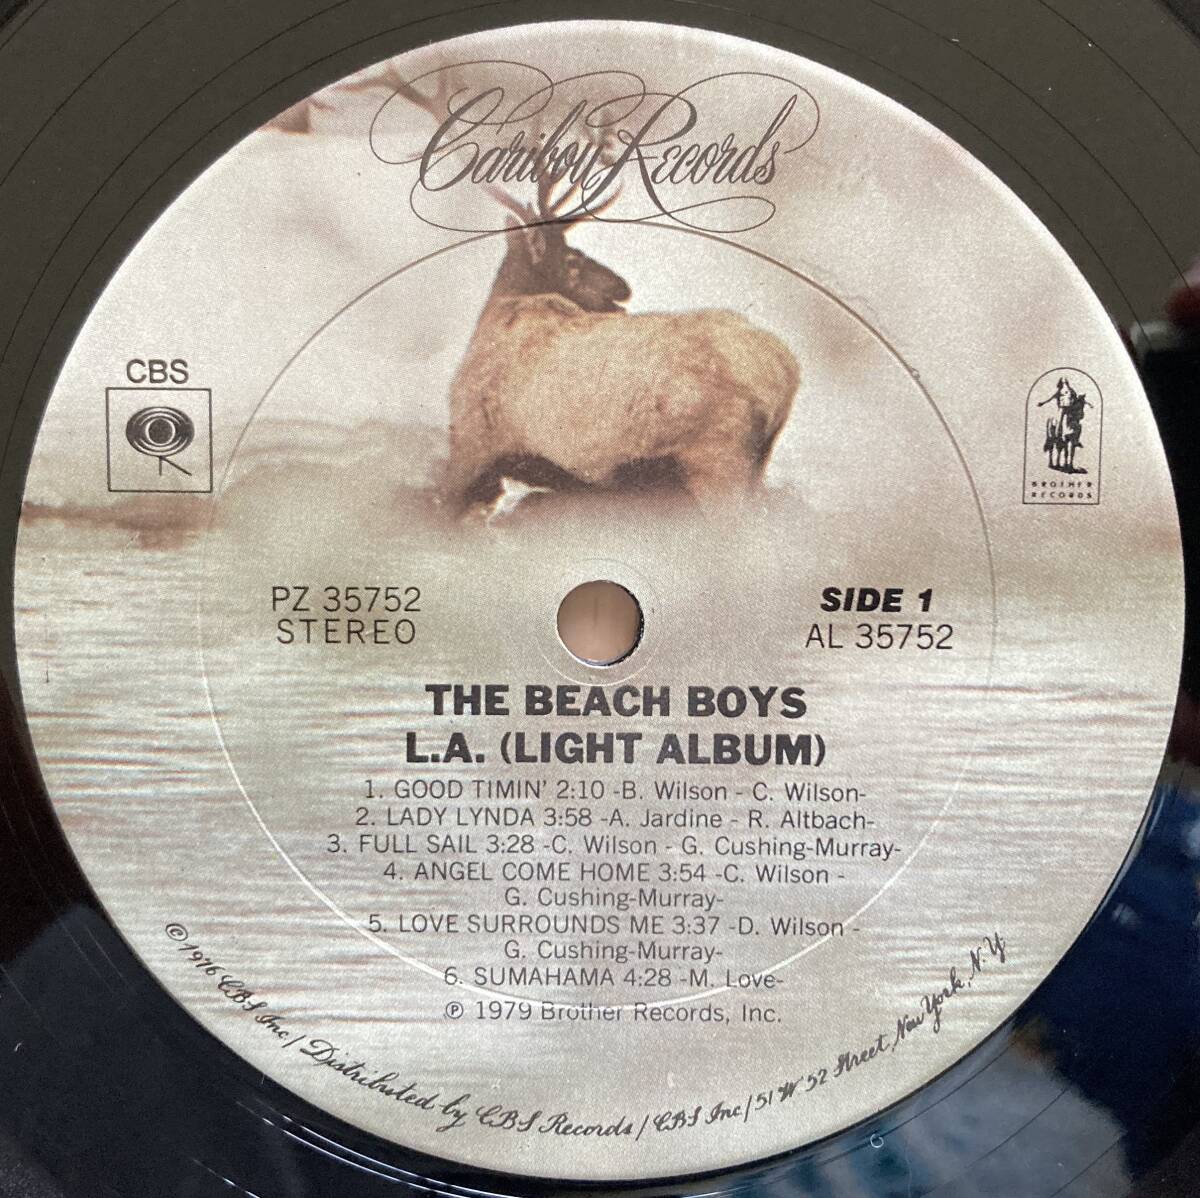 Caribou Records
CBS
BROTHER
RECORDS
PZ 35752
STEREO
SIDE 1
AL 35752
THE BEACH BOYS
L.A. (LIGHT ALBUM)
1. GOOD TIMIN' 2:10 -B. Wilson - C. Wilson-
2. LADY LYNDA 3:58 -A. Jardine - R. Altbach-
3. FULL SAIL 3:28 -C. Wilson - G. Cushing-Murray-
4. ANGEL COME HOME 3:54 -C. Wilson -
G. Cushing-Murray-
5. LOVE SURROUNDS ME 3:37 -D. Wilson -
G. Cushing-Murray-
6. SUMAHAMA 4:28 -M. Love-
℗ 1979 Brother Records, Inc.
© 1976 CBS Inc/ Distributed by CBS Records/ CBS Inc/ 51 W 52 Street, New York, N.Y